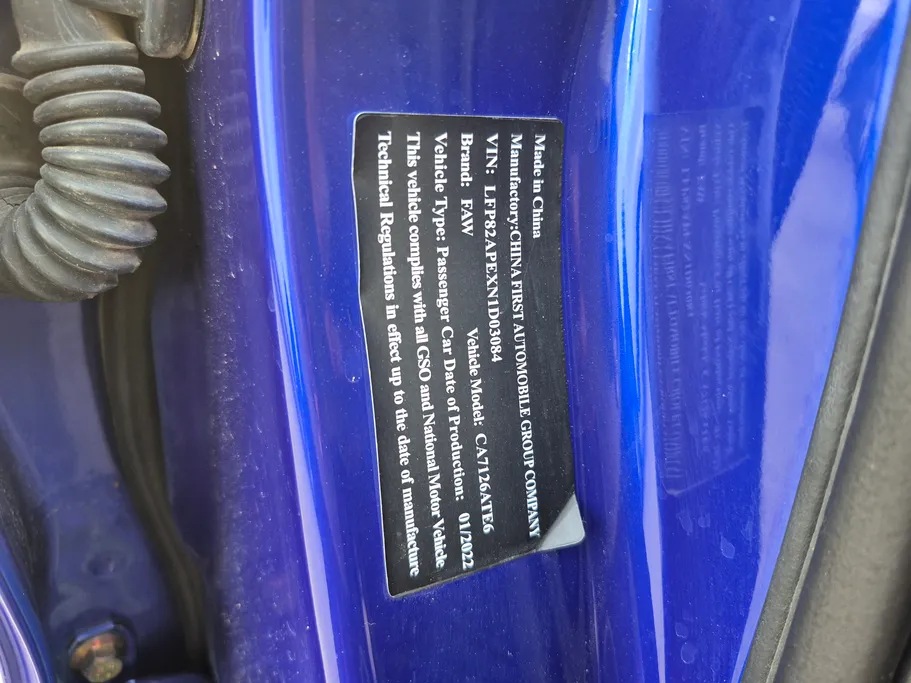 Made in China
Manufactory:CHINA FIRST AUTOMOBILE GROUP COMPANY
VIN: LFP82APEXN1D03084
Brand: FAW Vehicle Model: CA7126ATE6
Vehicle Type: Passenger Car Date of Production: 01/2022
This vehicle complies with all GSO and National Motor Vehicle
Technical Regulations in effect up to the date of manufacture